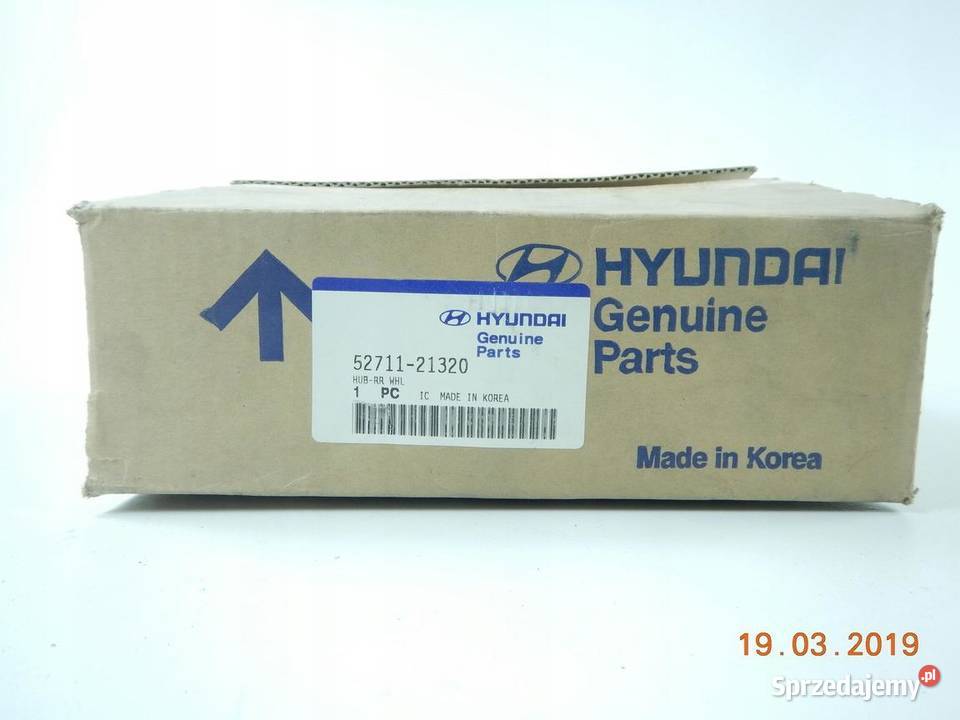 HYUNDAI
Genuine
Parts
Made in Korea
HYUNDAI
Genuine
Parts
52711-21320
HUB-RR WHL
1 PC IC MADE IN KOREA
19.03.2019
Sprzedajemy.pl